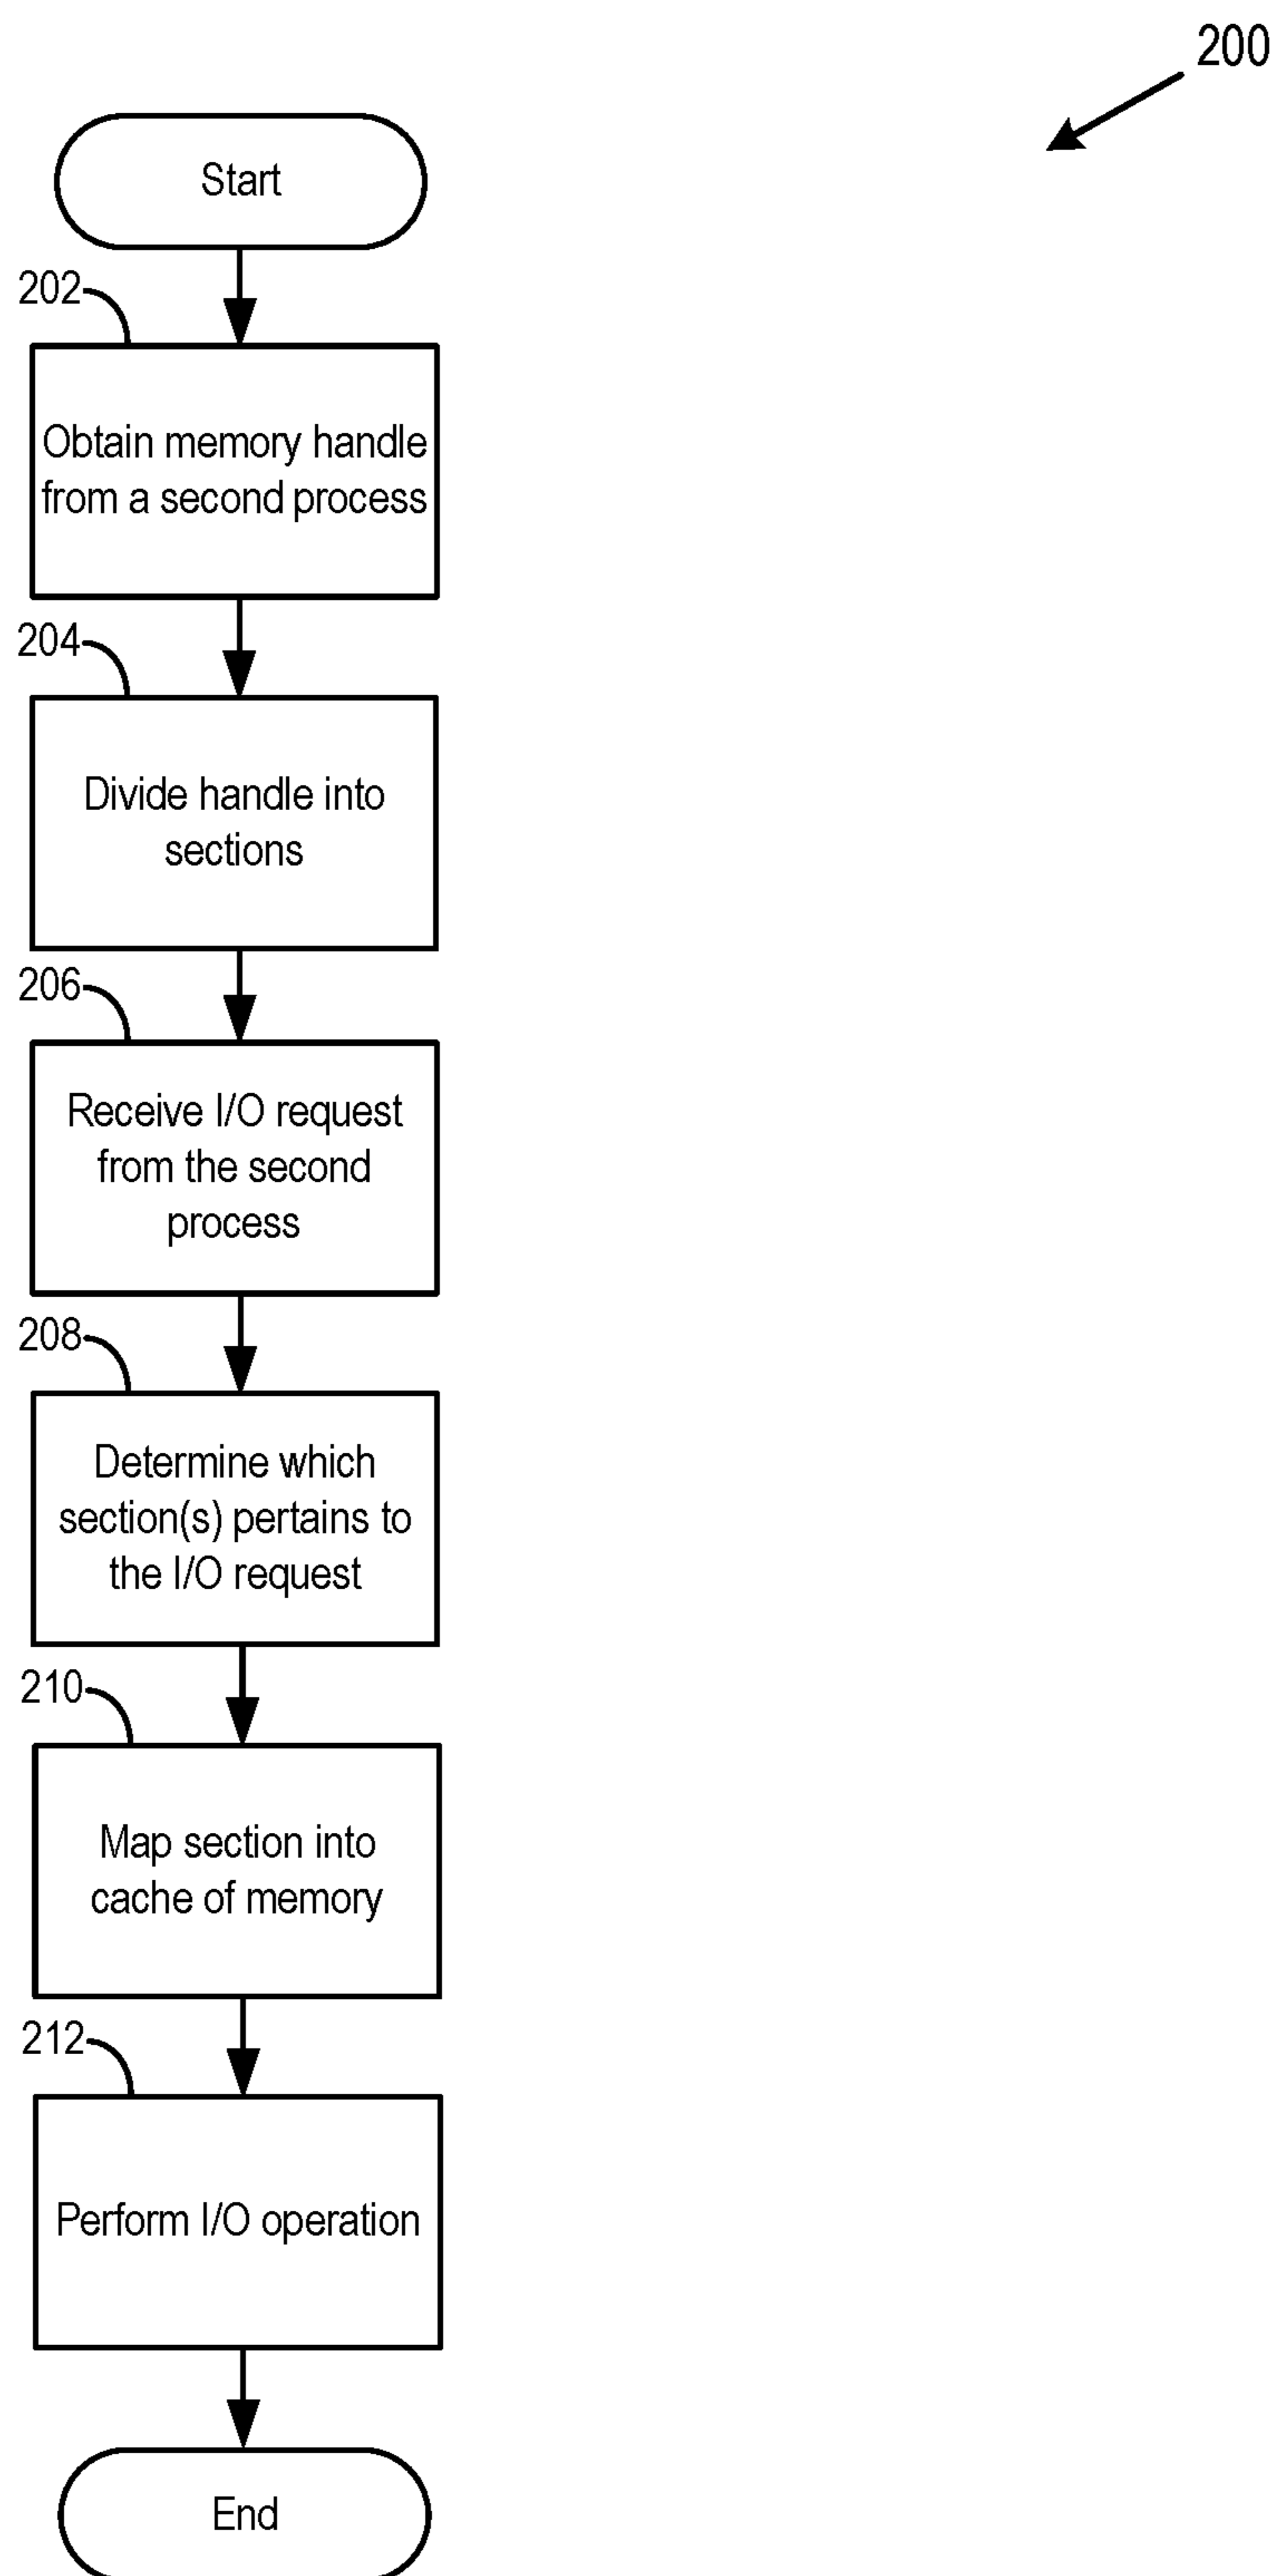 200
Start
202
Obtain memory handle
from a second process
204
Divide handle into
sections
206
Receive I/O request
from the second
process
208
Determine which
section(s) pertains to
the I/O request
210
Map section into
cache of memory
212
Perform I/O operation
End